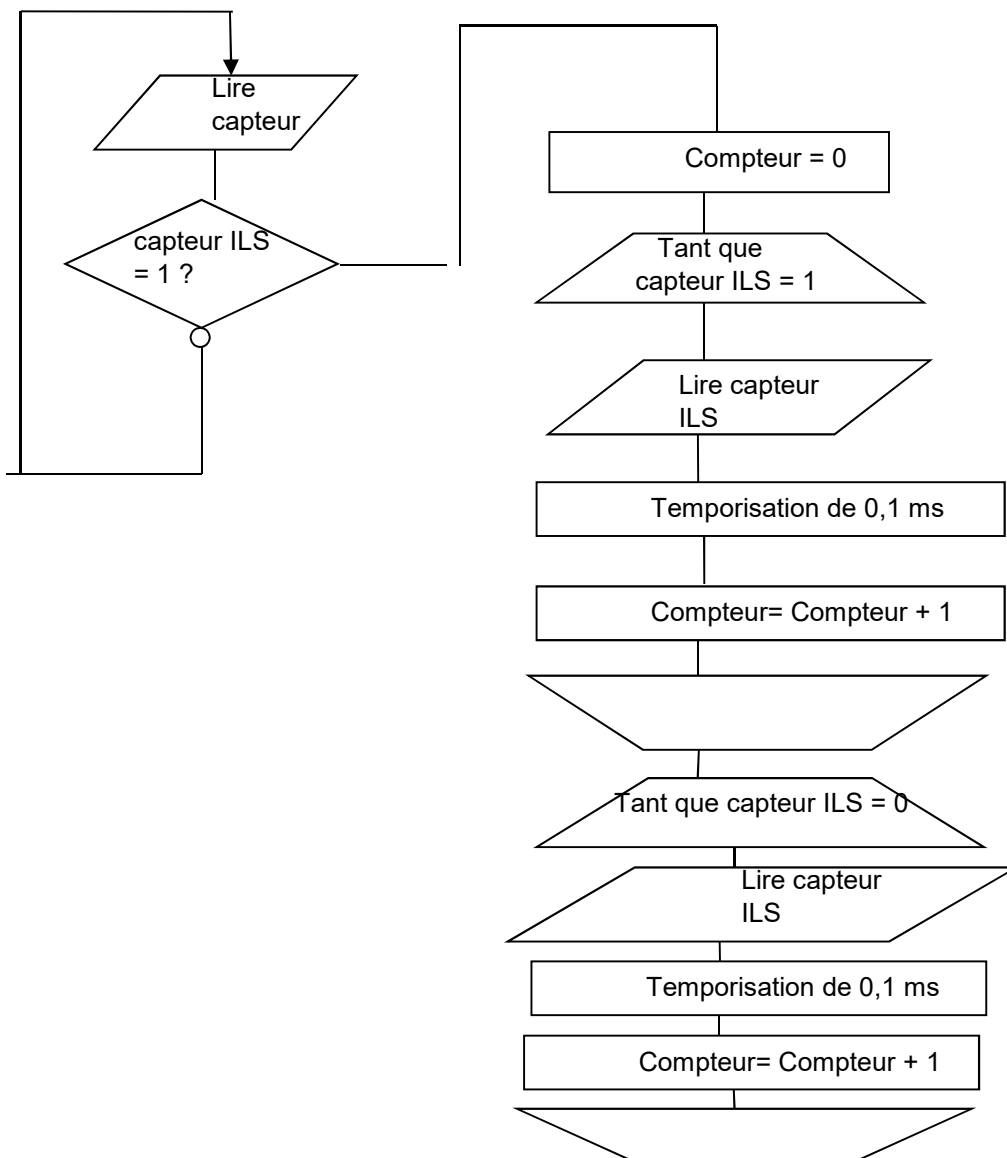 Lire
capteur
capteur ILS
= 1 ?
Compteur = 0
Tant que
capteur ILS = 1
Lire capteur
ILS
Temporisation de 0,1 ms
Compteur= Compteur + 1
Tant que capteur ILS = 0
Lire capteur
ILS
Temporisation de 0,1 ms
Compteur= Compteur + 1